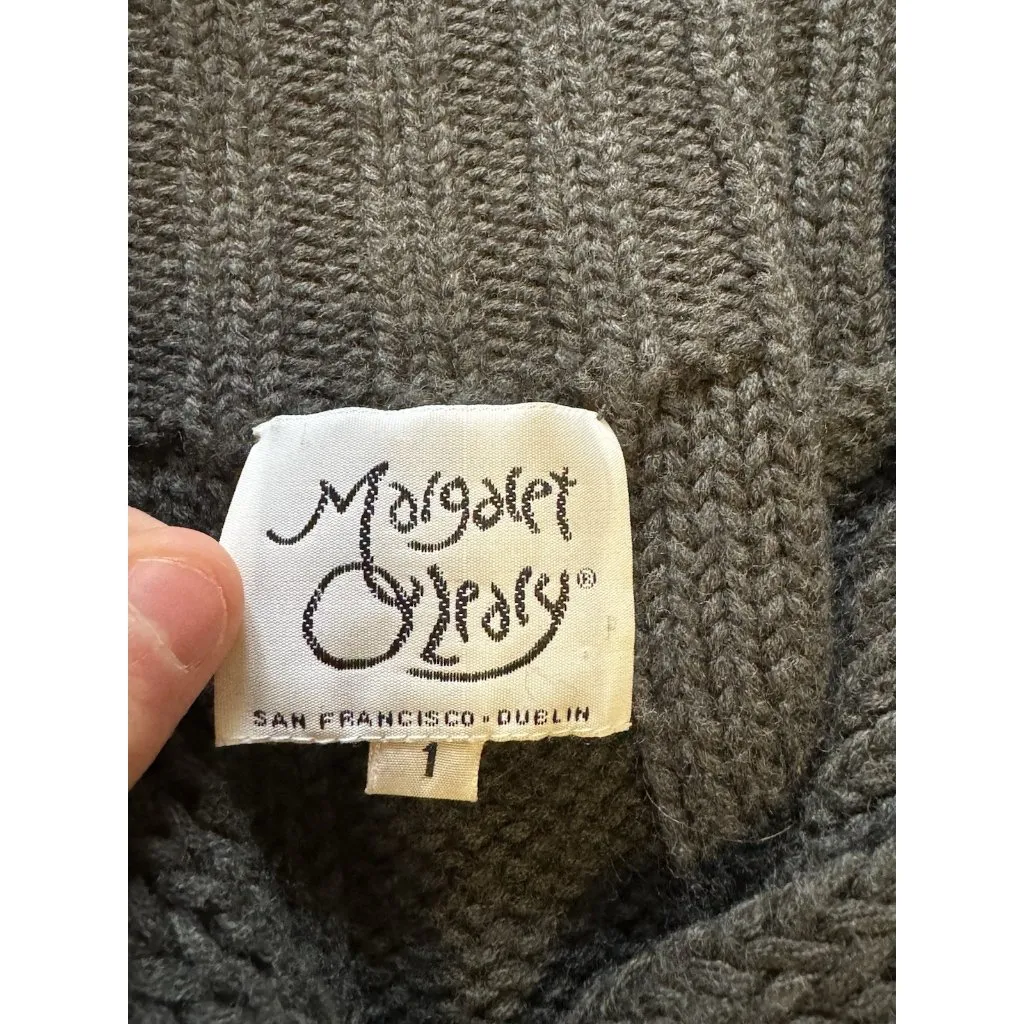 Margaret
O'Leary®
SAN FRANCISCO • DUBLIN
1